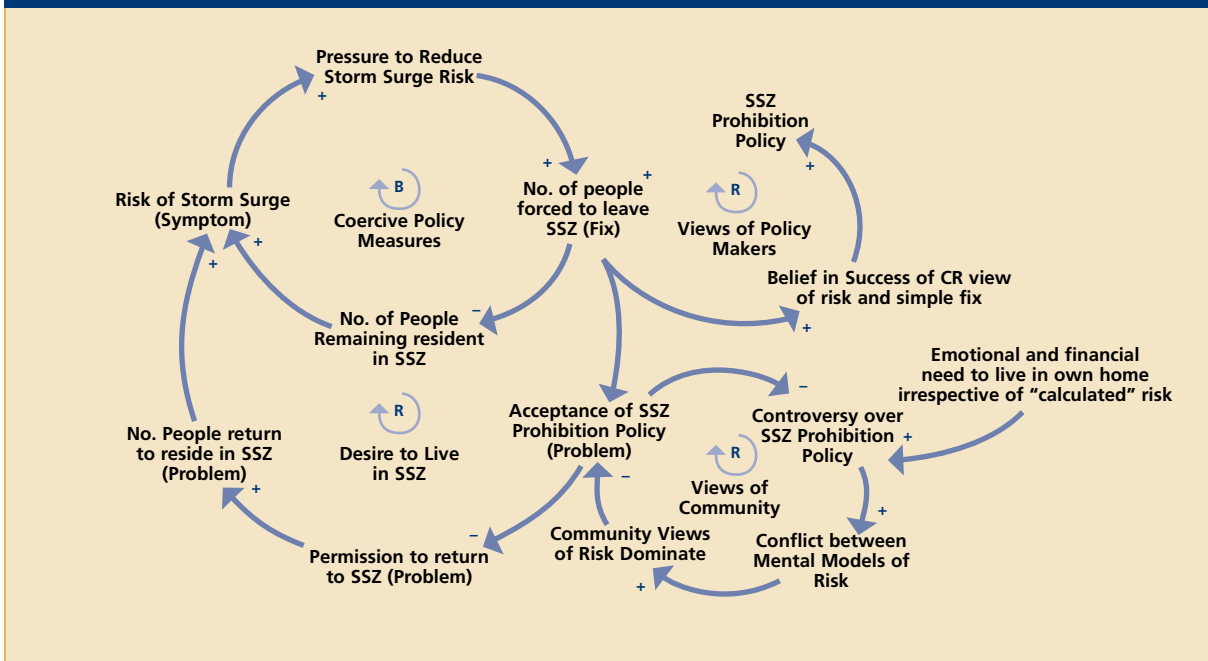 Pressure to Reduce
Storm Surge Risk
+
SSZ
Prohibition
Policy
+
Risk of Storm Surge
(Symptom)
+
+
B
Coercive Policy
Measures
+
No. of people
forced to leave
SSZ (Fix)
+
R
Views of Policy
Makers
Belief in Success of CR view
of risk and simple fix
+
No. of People
Remaining resident
in SSZ
–
Emotional and financial
need to live in own home
irrespective of “calculated” risk
No. People return
to reside in SSZ
(Problem)
+
R
Desire to Live
in SSZ
Acceptance of SSZ
Prohibition Policy
(Problem)
–
–
Controversy over
SSZ Prohibition
Policy
+
R
Views of
Community
+
Permission to return
to SSZ (Problem)
–
Community Views
of Risk Dominate
+
Conflict between
Mental Models of
Risk